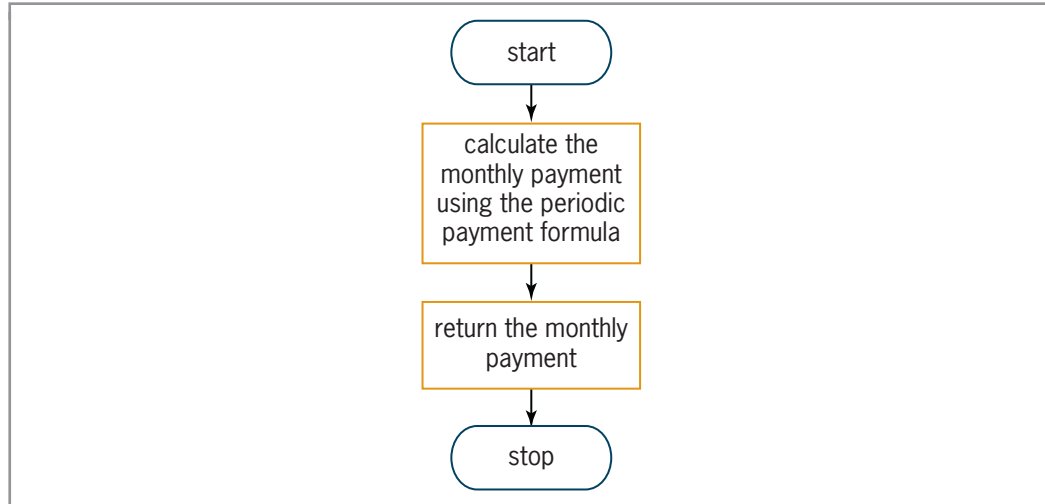 start
calculate the
monthly payment
using the periodic
payment formula
return the monthly
payment
stop